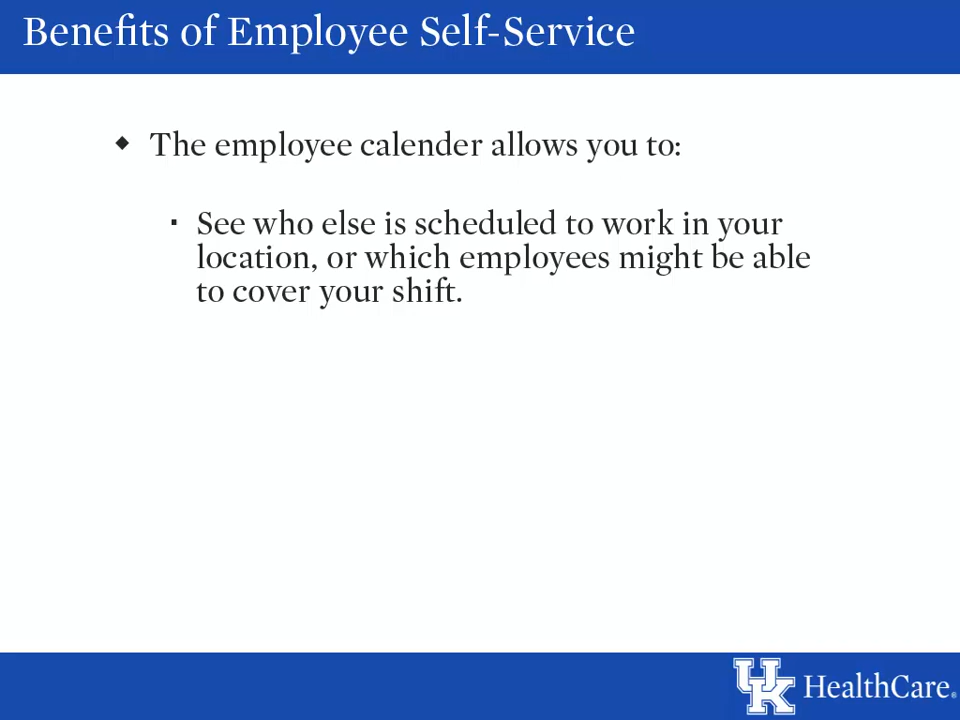 Benefits of Employee Self-Service
◆ The employee calender allows you to:
▪ See who else is scheduled to work in your
location, or which employees might be able
to cover your shift.
UK HealthCare®